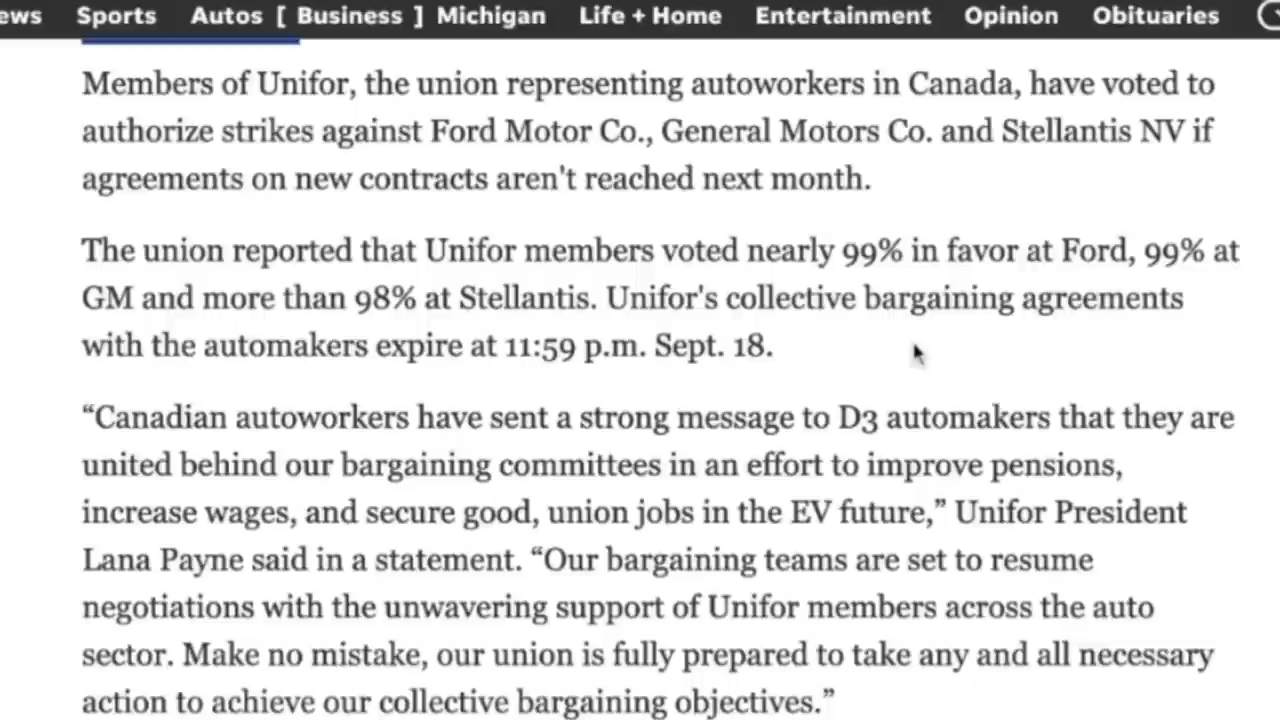 ews Sports Autos [ Business ] Michigan Life + Home Entertainment Opinion Obituaries
Members of Unifor, the union representing autoworkers in Canada, have voted to
authorize strikes against Ford Motor Co., General Motors Co. and Stellantis NV if
agreements on new contracts aren't reached next month.
The union reported that Unifor members voted nearly 99% in favor at Ford, 99% at
GM and more than 98% at Stellantis. Unifor's collective bargaining agreements
with the automakers expire at 11:59 p.m. Sept. 18.
“Canadian autoworkers have sent a strong message to D3 automakers that they are
united behind our bargaining committees in an effort to improve pensions,
increase wages, and secure good, union jobs in the EV future,” Unifor President
Lana Payne said in a statement. “Our bargaining teams are set to resume
negotiations with the unwavering support of Unifor members across the auto
sector. Make no mistake, our union is fully prepared to take any and all necessary
action to achieve our collective bargaining objectives.”